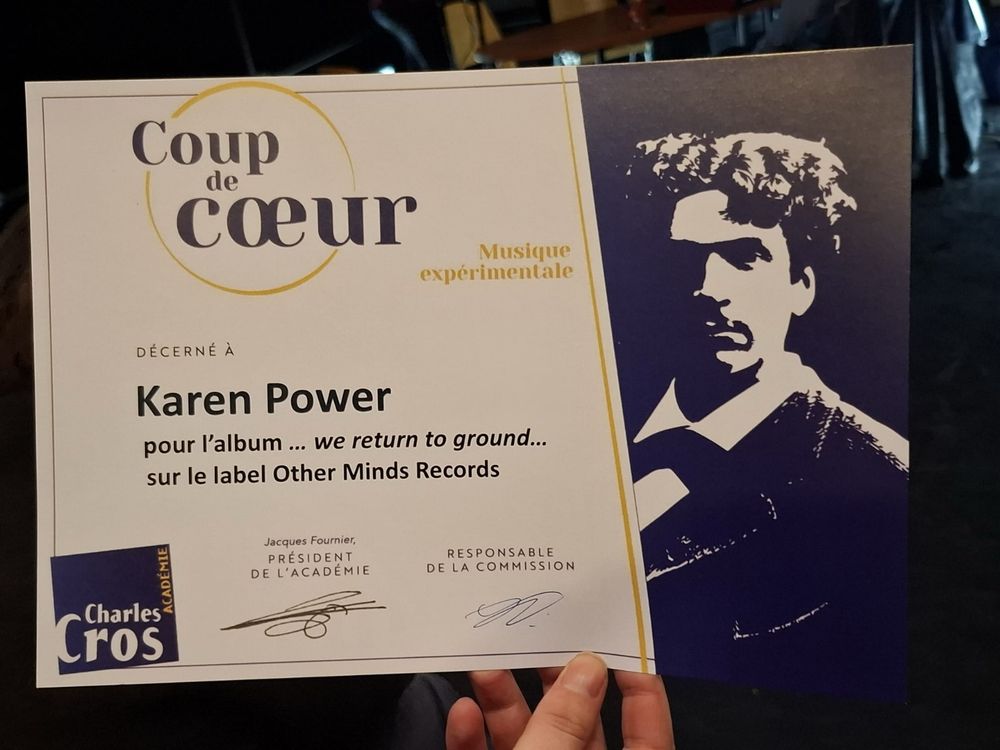 Coup
de
cœur
Musique
expérimentale
DÉCERNÉ À
Karen Power
pour l'album ... we return to ground...
sur le label Other Minds Records
Jacques Fournier,
PRÉSIDENT
DE L'ACADÉMIE
RESPONSABLE
DE LA COMMISSION
Charles
Cros
ACADÉMIE